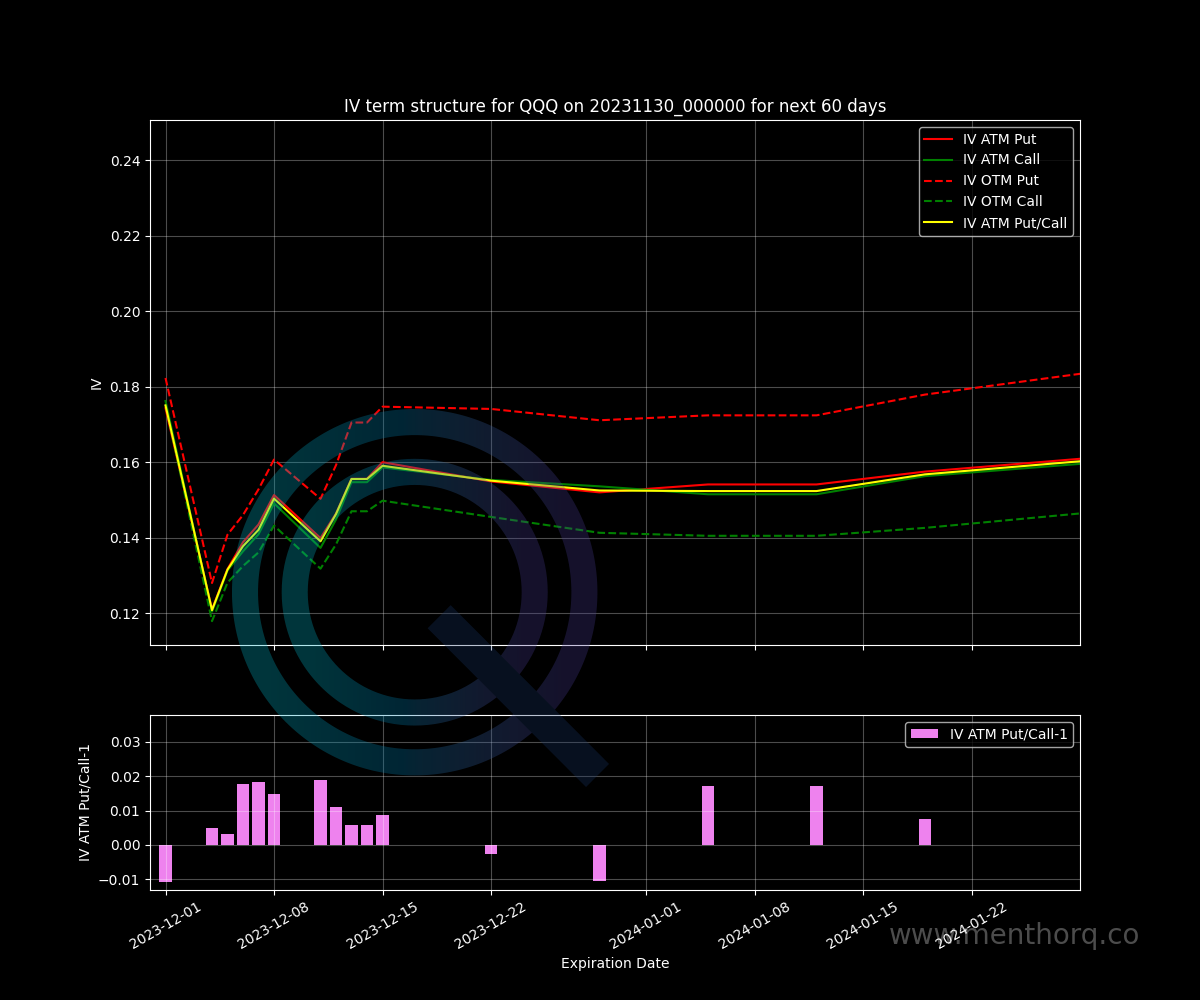 IV term structure for QQQ on 20231130_000000 for next 60 days
IV
0.24
0.22
0.20
0.18
0.16
0.14
0.12
IV ATM Put
IV ATM Call
IV OTM Put
IV OTM Call
IV ATM Put/Call
IV ATM Put/Call-1
0.03
0.02
0.01
0.00
−0.01
IV ATM Put/Call-1
2023-12-01
2023-12-08
2023-12-15
2023-12-22
2024-01-01
2024-01-08
2024-01-15
2024-01-22
www.menthorq.co
Expiration Date